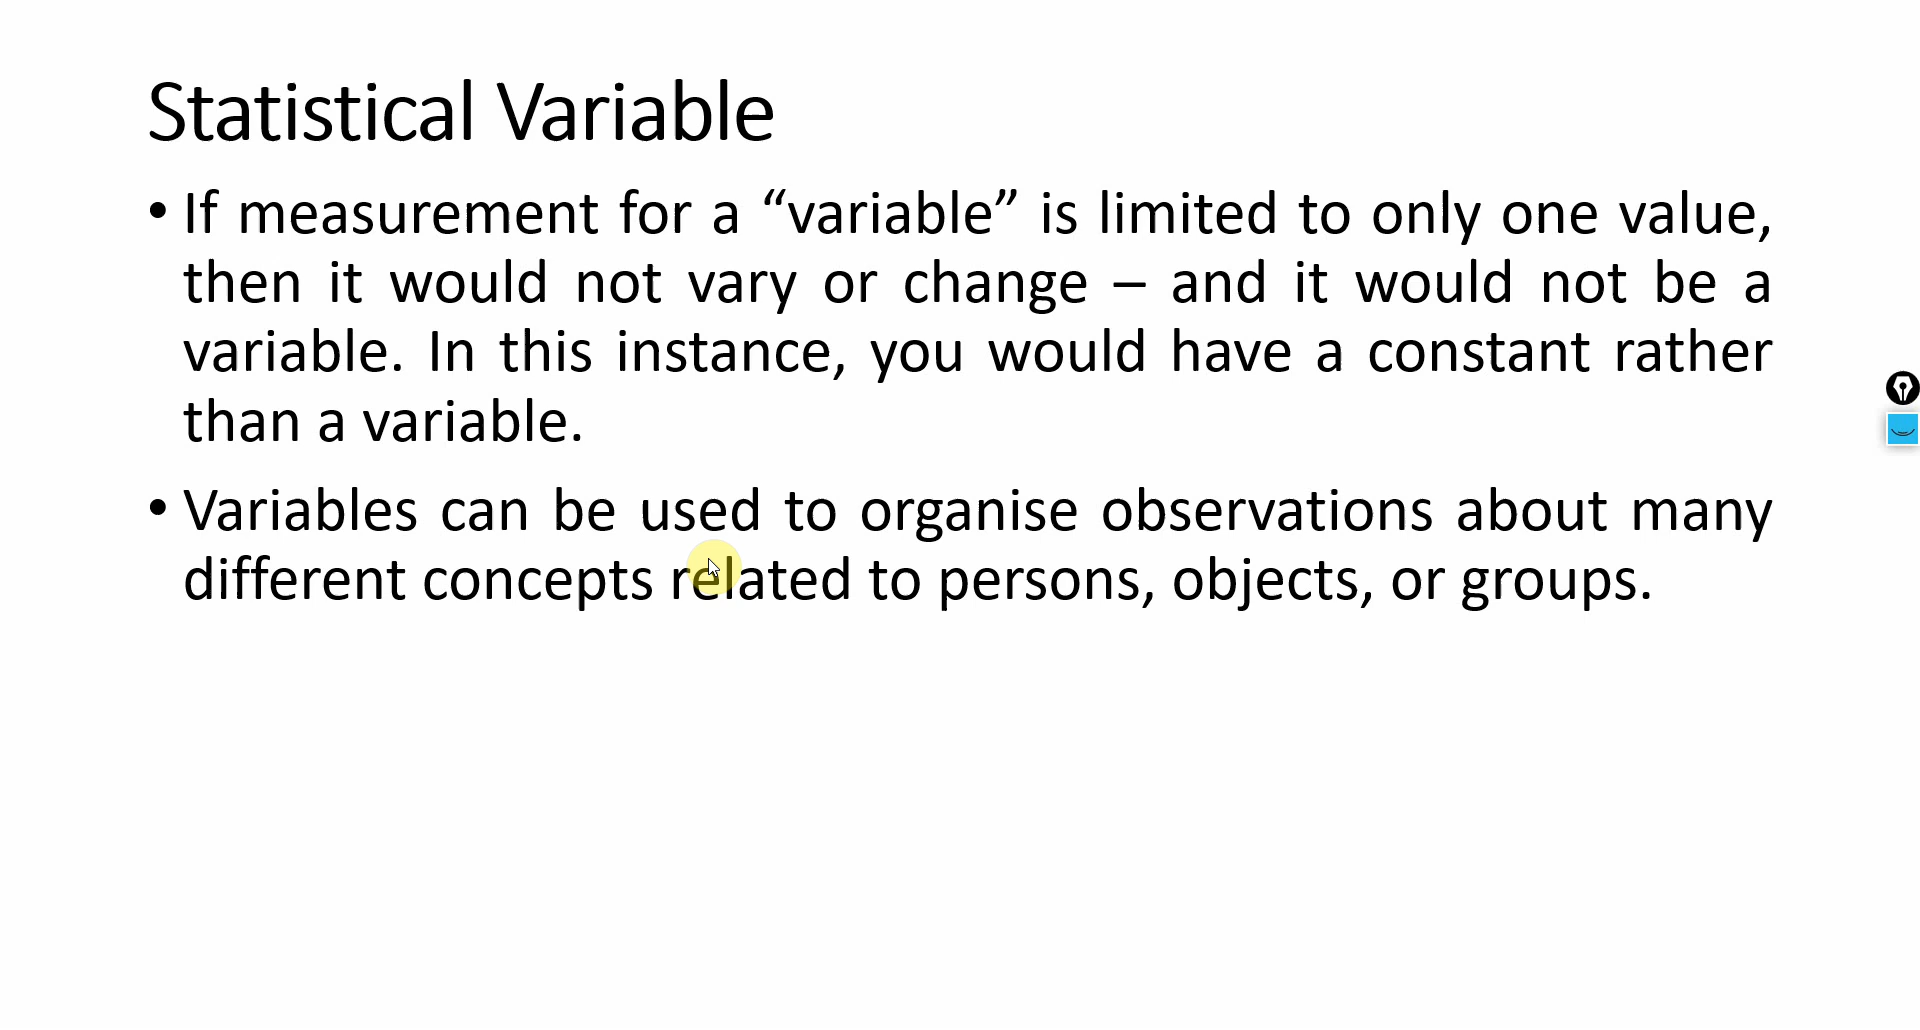 Statistical Variable
• If measurement for a “variable” is limited to only one value,
then it would not vary or change – and it would not be a
variable. In this instance, you would have a constant rather
than a variable.
• Variables can be used to organise observations about many
different concepts related to persons, objects, or groups.